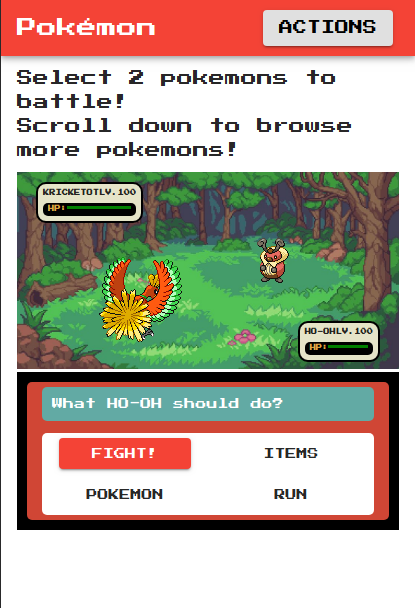 Pokémon
ACTIONS
Select 2 pokemons to
battle!
Scroll down to browse
more pokemons!
KRICKETOTLV.100
HP:
HO-OHLV.100
HP:
What HO-OH should do?
FIGHT!
ITEMS
POKEMON
RUN